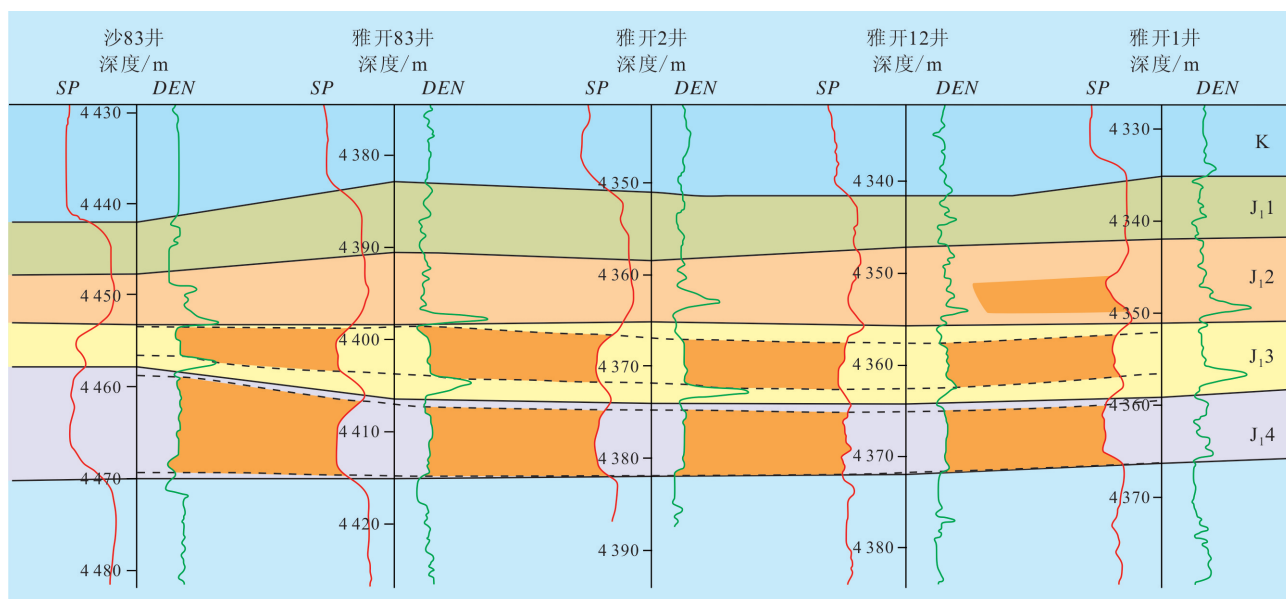 沙83井 雅开83井 雅开2井 雅开12井 雅开1井
深度/m 深度/m 深度/m 深度/m 深度/m
SP DEN SP DEN SP DEN SP DEN SP DEN
4 430 4 380 4 350 4 340 4 330 K
4 440 4 390 4 360 4 350 4 340 J₁1
4 450 4 400 4 370 4 360 4 350 J₁2
4 460 4 410 4 380 4 370 4 360 J₁3
4 470 4 420 4 390 4 380 4 370 J₁4
4 480